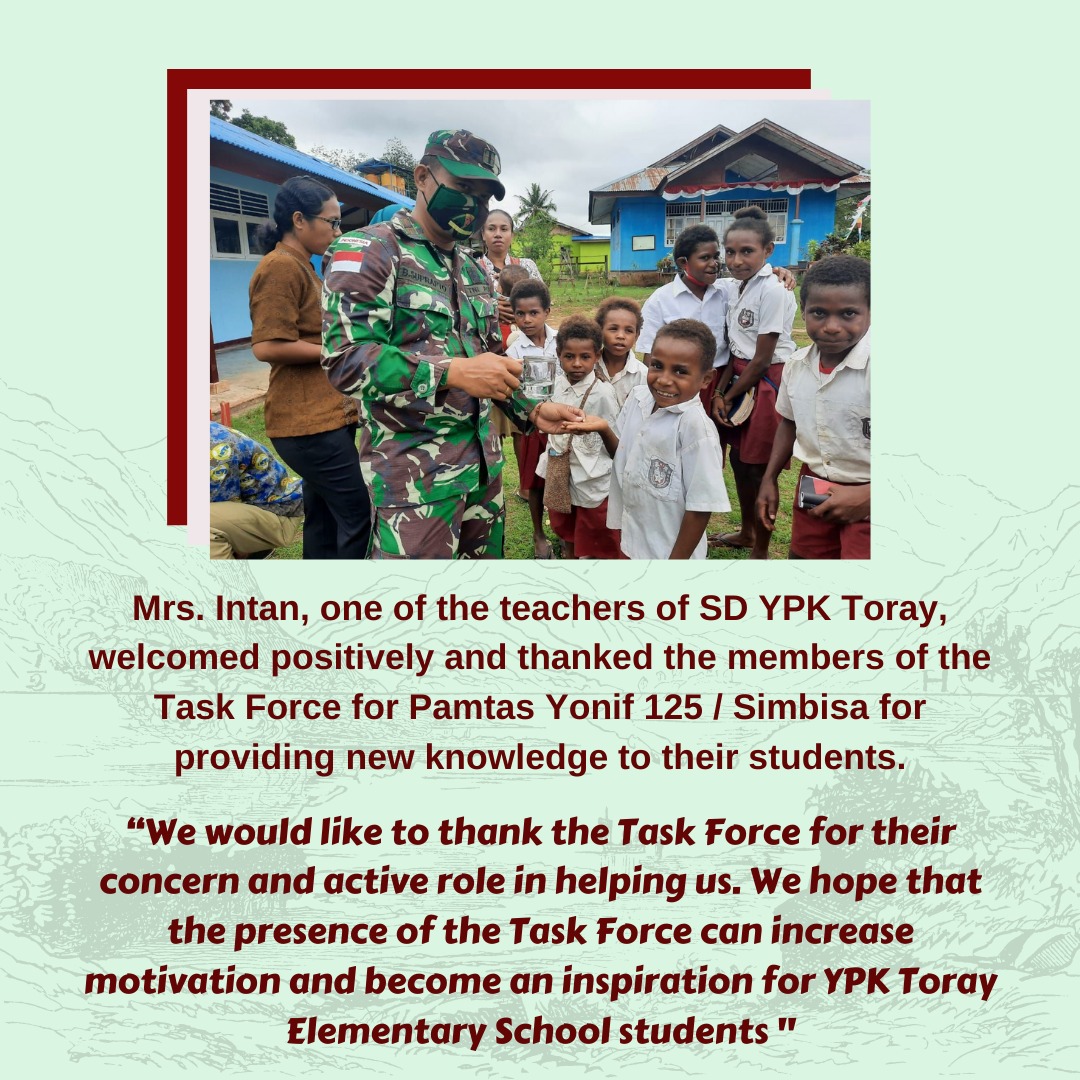 INDONESIA
B.SUPRAPTO
Mrs. Intan, one of the teachers of SD YPK Toray,
welcomed positively and thanked the members of the
Task Force for Pamtas Yonif 125 / Simbisa for
providing new knowledge to their students.
“We would like to thank the Task Force for their
concern and active role in helping us. We hope that
the presence of the Task Force can increase
motivation and become an inspiration for YPK Toray
Elementary School students "